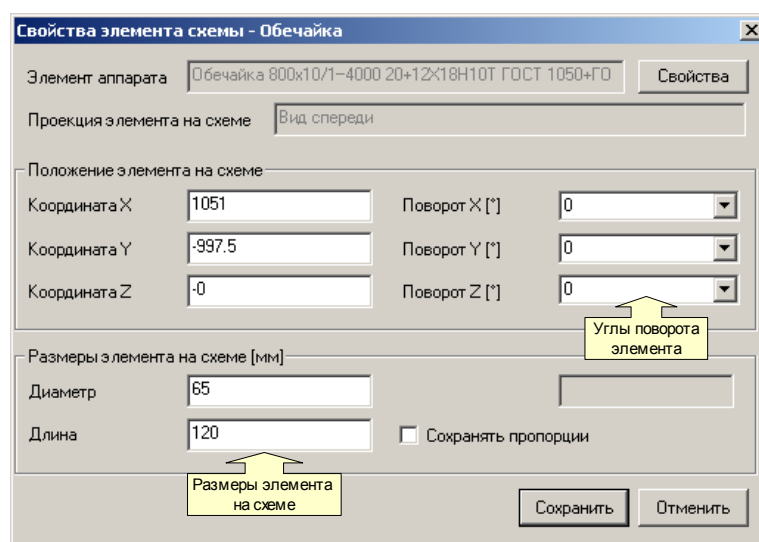 Свойства элемента схемы - Обечайка
Элемент аппарата Обечайка 800x10/1-4000 20+12Х18Н10Т ГОСТ 1050+ГО Свойства
Проекция элемента на схеме Вид спереди
Положение элемента на схеме
Координата X 1051 Поворот X [°] 0
Координата Y -997.5 Поворот Y [°] 0
Координата Z -0 Поворот Z [°] 0
Углы поворота
элемента
Размеры элемента на схеме [мм]
Диаметр 65
Длина 120 Сохранять пропорции
Размеры элемента
на схеме
Сохранить Отменить